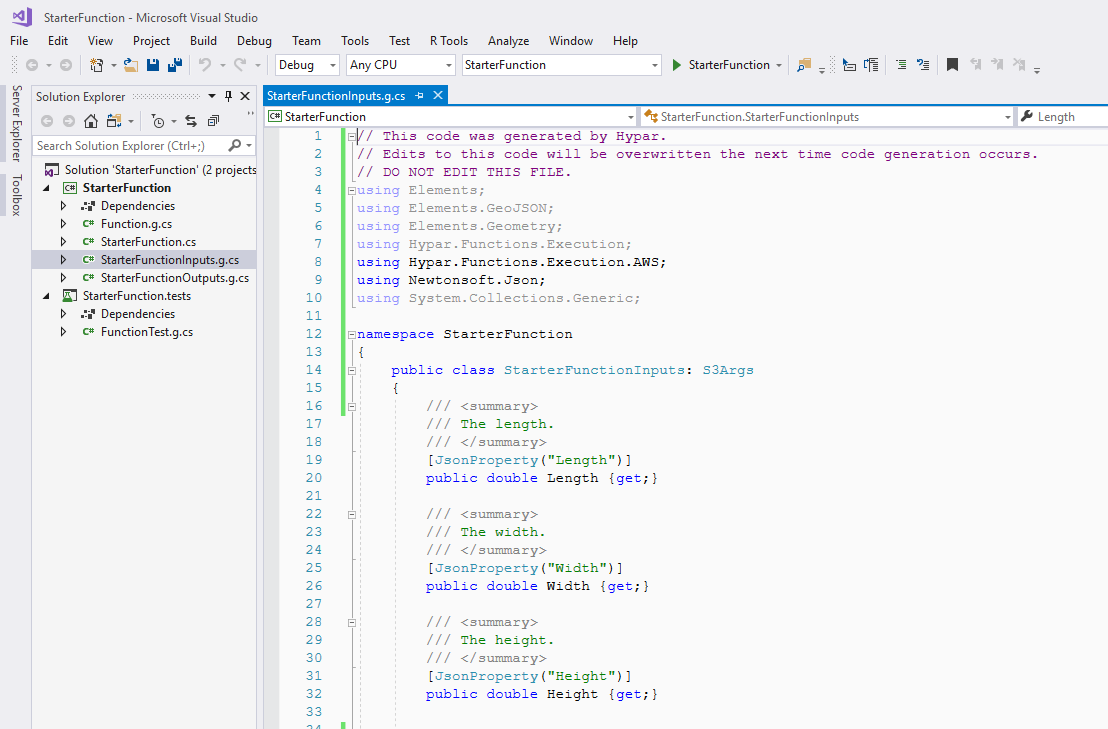 StarterFunction - Microsoft Visual Studio
File Edit View Project Build Debug Team Tools Test R Tools Analyze Window Help
Debug Any CPU StarterFunction StarterFunction
Server Explorer
Toolbox
Solution Explorer
Search Solution Explorer (Ctrl+;)
Solution 'StarterFunction' (2 projects
C# StarterFunction
Dependencies
C# Function.g.cs
C# StarterFunction.cs
C# StarterFunctionInputs.g.cs
C# StarterFunctionOutputs.g.cs
StarterFunction.tests
Dependencies
C# FunctionTest.g.cs
StarterFunctionInputs.g.cs
C# StarterFunction StarterFunction.StarterFunctionInputs Length
1 // This code was generated by Hypar.
2 // Edits to this code will be overwritten the next time code generation occurs.
3 // DO NOT EDIT THIS FILE.
4 using Elements;
5 using Elements.GeoJSON;
6 using Elements.Geometry;
7 using Hypar.Functions.Execution;
8 using Hypar.Functions.Execution.AWS;
9 using Newtonsoft.Json;
10 using System.Collections.Generic;
11
12 namespace StarterFunction
13 {
14 public class StarterFunctionInputs: S3Args
15 {
16 /// <summary>
17 /// The length.
18 /// </summary>
19 [JsonProperty("Length")]
20 public double Length {get;}
21
22 /// <summary>
23 /// The width.
24 /// </summary>
25 [JsonProperty("Width")]
26 public double Width {get;}
27
28 /// <summary>
29 /// The height.
30 /// </summary>
31 [JsonProperty("Height")]
32 public double Height {get;}
33
34